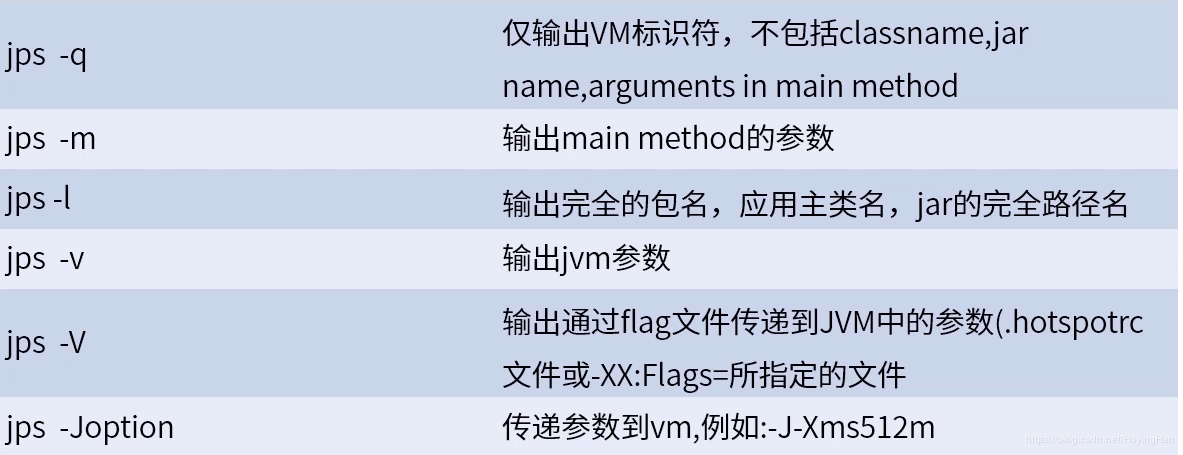 jps -q
仅输出VM标识符，不包括classname,jar
name,arguments in main method
jps -m
输出main method的参数
jps -l
输出完全的包名，应用主类名，jar的完全路径名
jps -v
输出jvm参数
jps -V
输出通过flag文件传递到JVM中的参数(.hotspotrc
文件或-XX:Flags=所指定的文件
jps -Joption
传递参数到vm,例如:-J-Xms512m
https://blog.csdn.net/HoyingHan